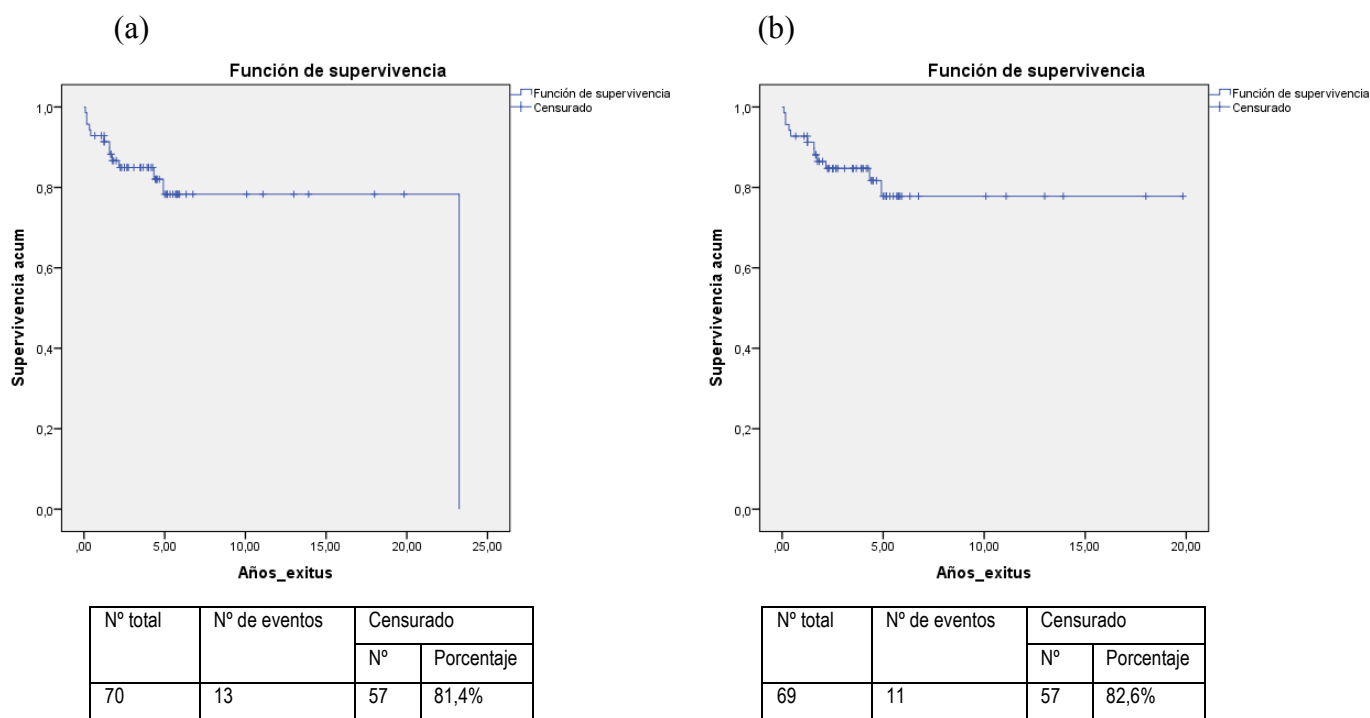 (a)
Función de supervivencia
Función de supervivencia
Censurado
1,0
0,8
0,6
0,4
0,2
0,0
Supervivencia acum
,00 5,00 10,00 15,00 20,00 25,00
Años_exitus
Nº total Nº de eventos Censurado
Nº Porcentaje
70 13 57 81,4%
(b)
Función de supervivencia
Función de supervivencia
Censurado
1,0
0,8
0,6
0,4
0,2
0,0
Supervivencia acum
,00 5,00 10,00 15,00 20,00
Años_exitus
Nº total Nº de eventos Censurado
Nº Porcentaje
69 11 57 82,6%